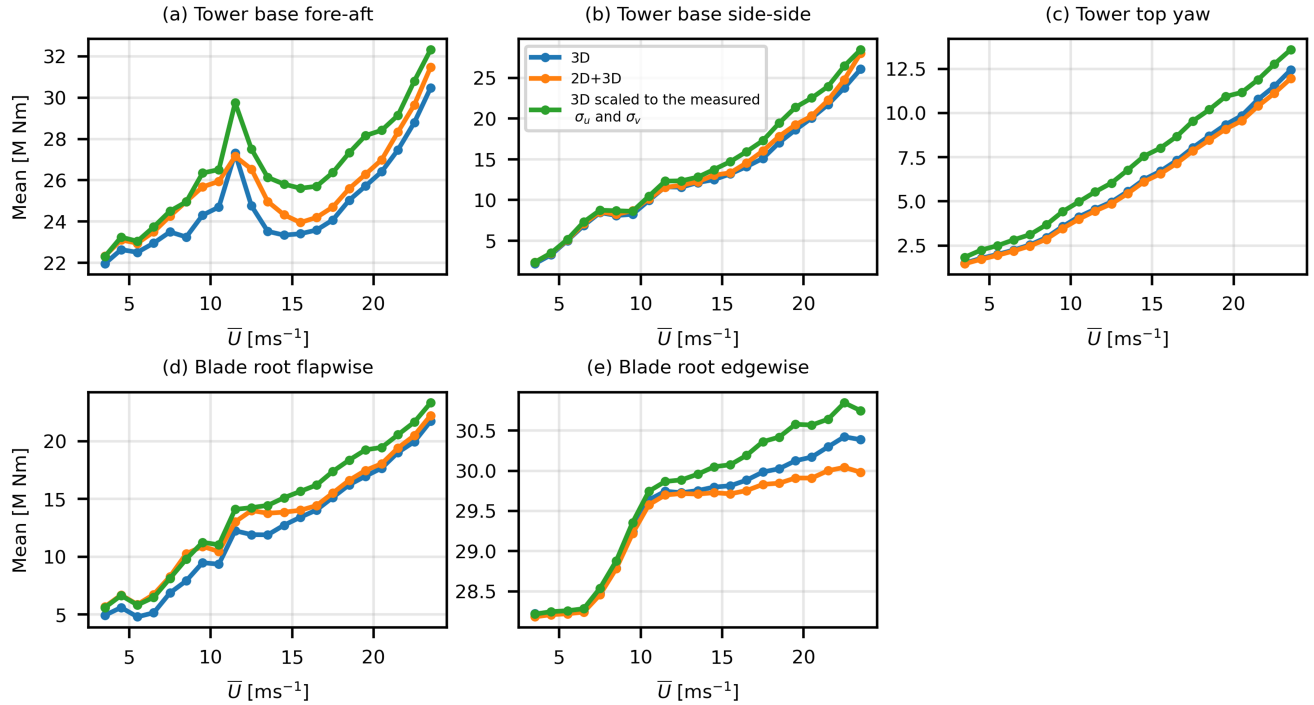 (a) Tower base fore-aft
32
30
28
26
24
22
Mean [M Nm]
5 10 15 20
U̅ [ms⁻¹]
(b) Tower base side-side
3D
2D+3D
3D scaled to the measured
σᵤ and σᵥ
25
20
15
10
5
5 10 15 20
U̅ [ms⁻¹]
(c) Tower top yaw
12.5
10.0
7.5
5.0
2.5
5 10 15 20
U̅ [ms⁻¹]
(d) Blade root flapwise
20
15
10
5
Mean [M Nm]
5 10 15 20
U̅ [ms⁻¹]
(e) Blade root edgewise
30.5
30.0
29.5
29.0
28.5
5 10 15 20
U̅ [ms⁻¹]